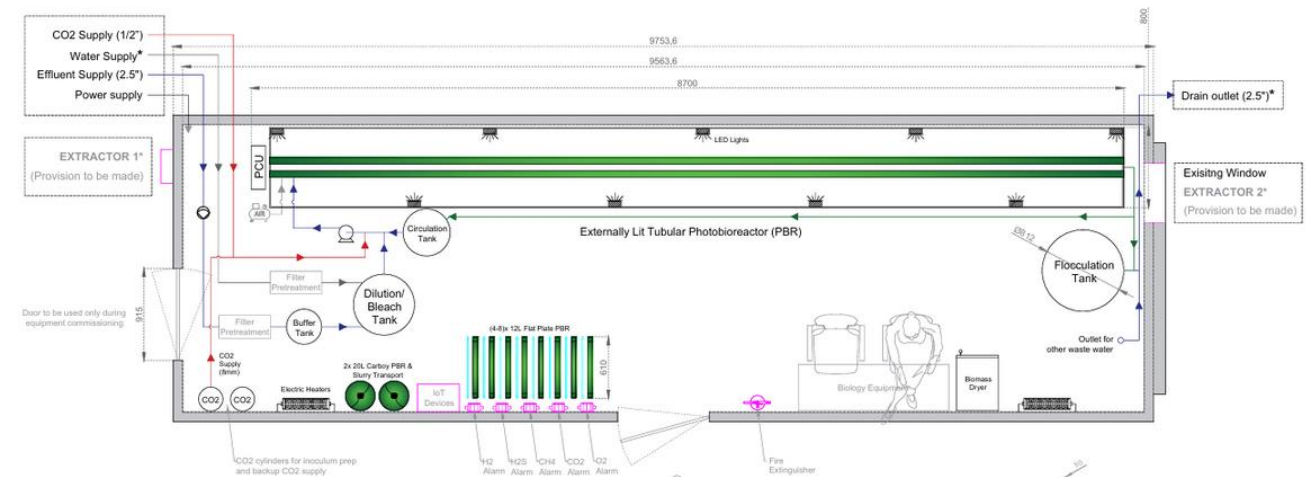 CO2 Supply (1/2")
Water Supply*
Effluent Supply (2.5")
Power supply
9753,6
9563,6
8700
800
Drain outlet (2.5")*
EXTRACTOR 1*
(Provision to be made)
PCU
LED Lights
Exisitng Window
EXTRACTOR 2*
(Provision to be made)
AIR
Circulation
Tank
Externally Lit Tubular Photobioreactor (PBR)
Ø812
Flocculation
Tank
Filter
Pretreatment
Dilution/
Bleach
Tank
Door to be used only during
equipment commissioning
915
Filter
Pretreatment
Buffer
Tank
(4-8)x 12L Flat Plate PBR
Outlet for
other waste water
CO2
Supply
(8mm)
2x 20L Carboy PBR &
Slurry Transport
610
Electric Heaters
IoT
Devices
Biology Equipment
Biomass
Dryer
CO2
CO2
CO2 cylinders for inoculum prep
and backup CO2 supply
H2
Alarm
H2S
Alarm
CH4
Alarm
CO2
Alarm
O2
Alarm
Fire
Extinguisher